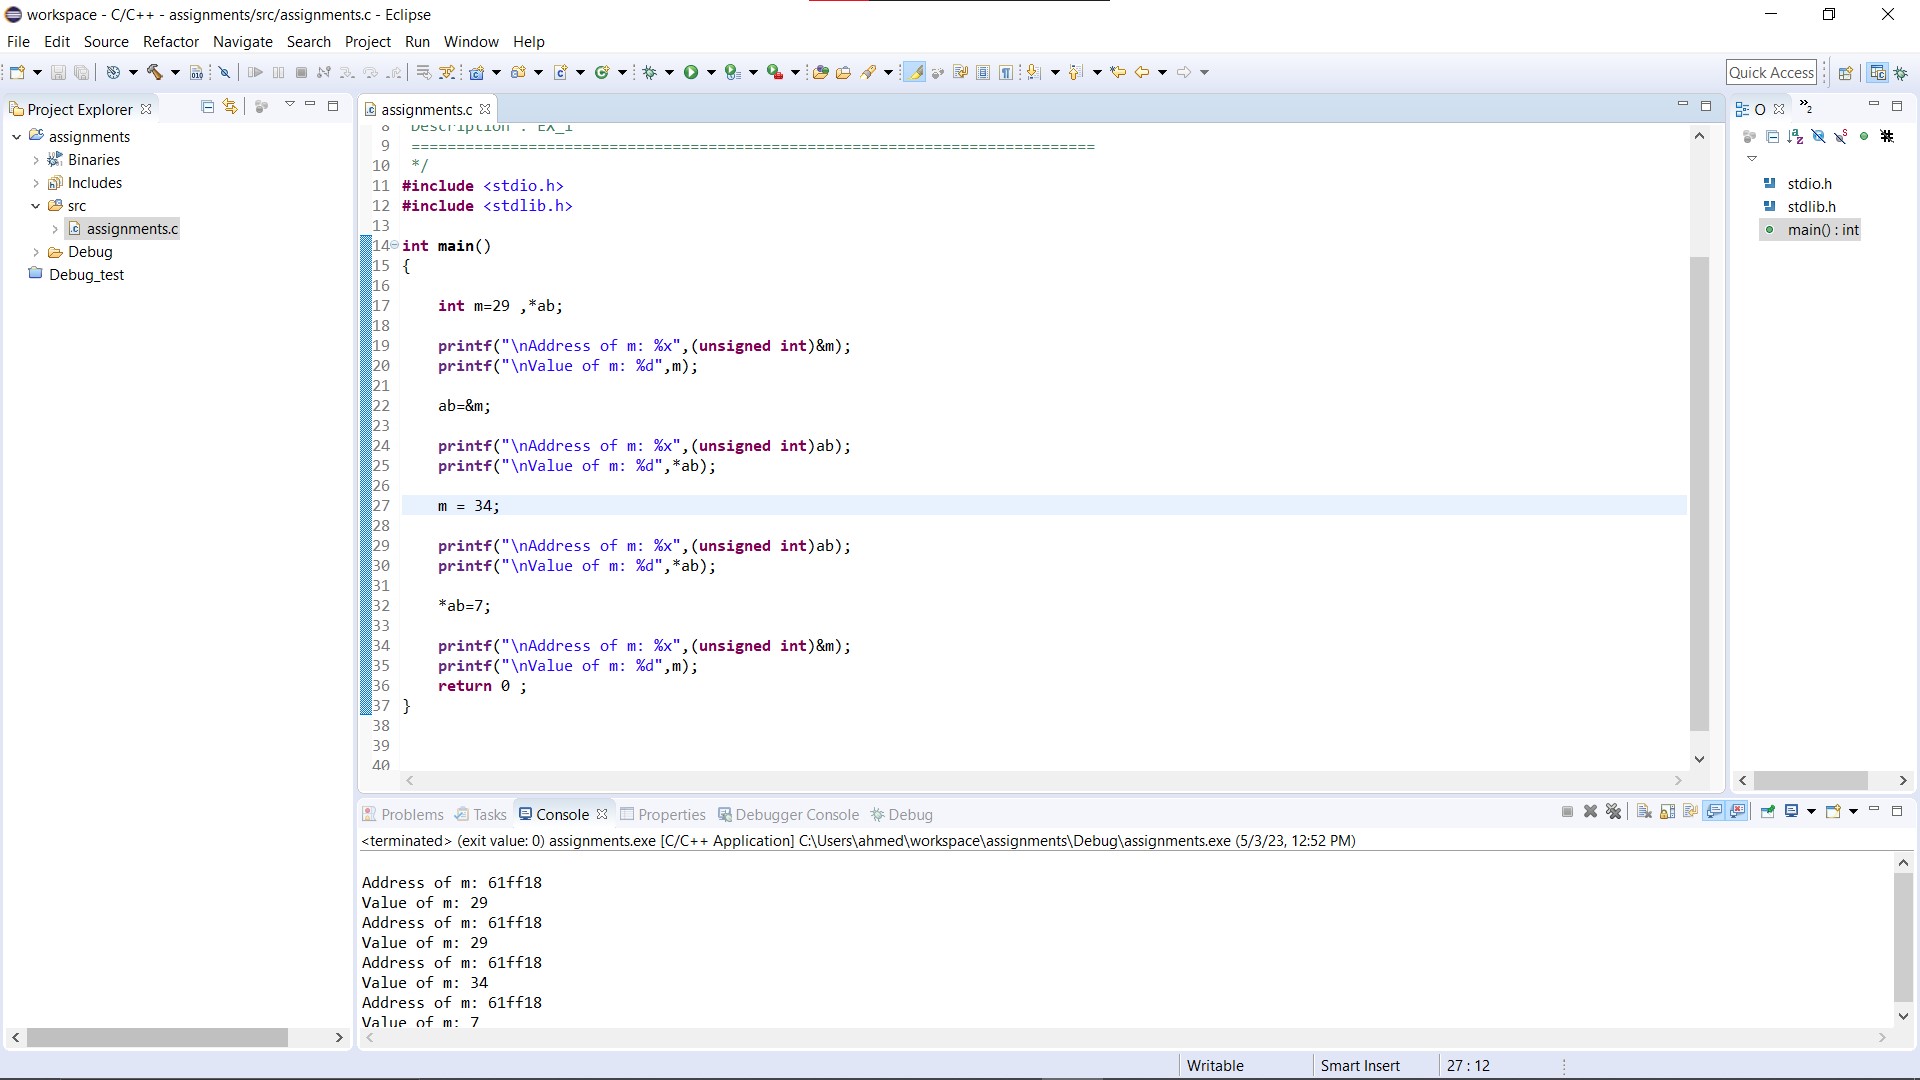 workspace - C/C++ - assignments/src/assignments.c - Eclipse
File Edit Source Refactor Navigate Search Project Run Window Help
Quick Access
Project Explorer
assignments
Binaries
Includes
src
assignments.c
Debug
Debug_test
assignments.c
8 Description : EX_1
9 ============================================================================
10 */
11 #include <stdio.h>
12 #include <stdlib.h>
13
14 int main()
15 {
16
17 int m=29 ,*ab;
18
19 printf("\nAddress of m: %x",(unsigned int)&m);
20 printf("\nValue of m: %d",m);
21
22 ab=&m;
23
24 printf("\nAddress of m: %x",(unsigned int)ab);
25 printf("\nValue of m: %d",*ab);
26
27 m = 34;
28
29 printf("\nAddress of m: %x",(unsigned int)ab);
30 printf("\nValue of m: %d",*ab);
31
32 *ab=7;
33
34 printf("\nAddress of m: %x",(unsigned int)&m);
35 printf("\nValue of m: %d",m);
36 return 0 ;
37 }
38
39
40
O
»2
stdio.h
stdlib.h
main() : int
Problems Tasks Console Properties Debugger Console Debug
<terminated> (exit value: 0) assignments.exe [C/C++ Application] C:\Users\ahmed\workspace\assignments\Debug\assignments.exe (5/3/23, 12:52 PM)
Address of m: 61ff18
Value of m: 29
Address of m: 61ff18
Value of m: 29
Address of m: 61ff18
Value of m: 34
Address of m: 61ff18
Value of m: 7
Writable Smart Insert 27 : 12